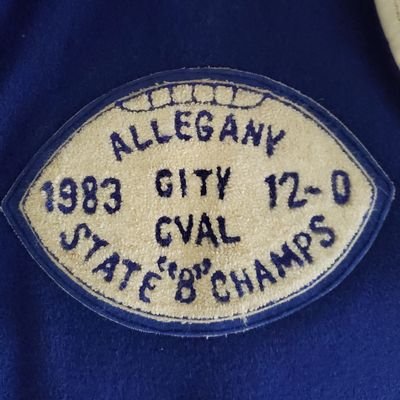 ALLEGANY
1983 CITY 12-0
CVAL
STATE "B" CHAMPS